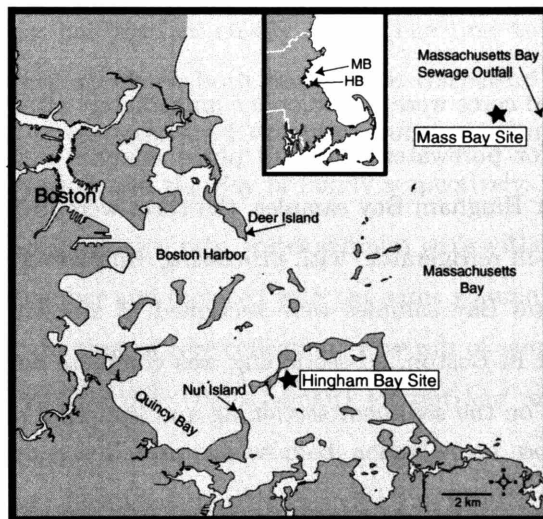 MB
HB
Massachusetts Bay
Sewage Outfall
Mass Bay Site
Boston
Deer Island
Boston Harbor
Massachusetts
Bay
Hingham Bay Site
Nut Island
Quincy Bay
2 km